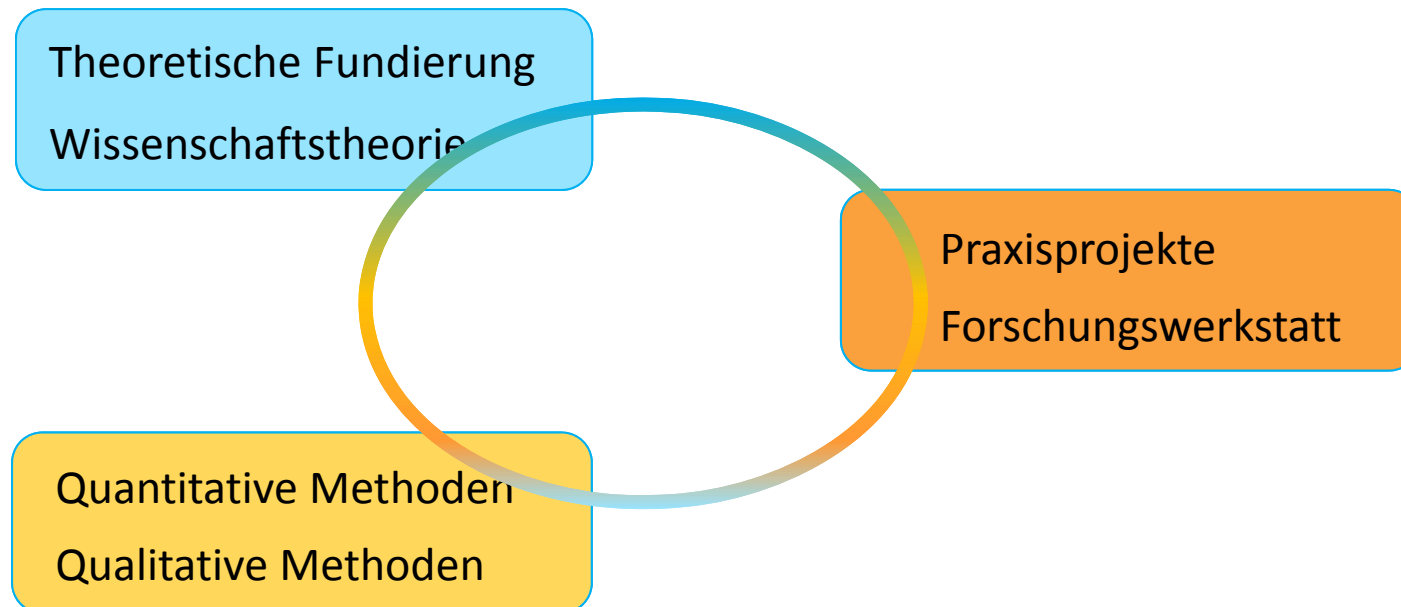 Theoretische Fundierung
Wissenschaftstheorie
Praxisprojekte
Forschungswerkstatt
Quantitative Methoden
Qualitative Methoden